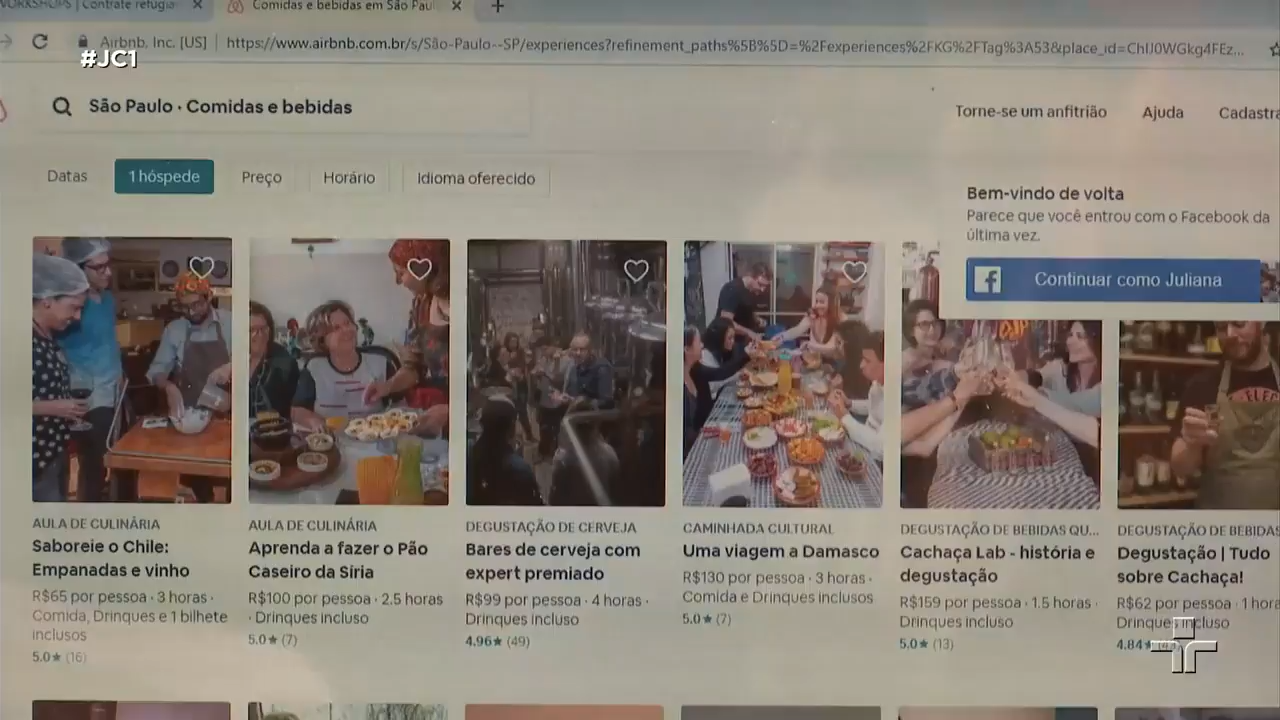 WORKSHOPS | Contrate refugia
Comidas e bebidas em São Paul
Airbnb, Inc. [US]
https://www.airbnb.com.br/s/São-Paulo--SP/experiences?refinement_paths%5B%5D=%2Fexperiences%2FKG%2FTag%3A53&place_id=ChIJ0WGkg4FEz...
#JC1
São Paulo · Comidas e bebidas
Torne-se um anfitrião
Ajuda
Cadastra
Datas
1 hóspede
Preço
Horário
Idioma oferecido
Bem-vindo de volta
Parece que você entrou com o Facebook da
última vez.
Continuar como Juliana
AULA DE CULINÁRIA
Saboreie o Chile:
Empanadas e vinho
R$65 por pessoa · 3 horas ·
Comida, Drinques e 1 bilhete
inclusos
5.0★ (16)
AULA DE CULINÁRIA
Aprenda a fazer o Pão
Caseiro da Síria
R$100 por pessoa · 2.5 horas
· Drinques incluso
5.0★ (7)
DEGUSTAÇÃO DE CERVEJA
Bares de cerveja com
expert premiado
R$99 por pessoa · 4 horas ·
Drinques incluso
4.96★ (49)
CAMINHADA CULTURAL
Uma viagem a Damasco
R$130 por pessoa · 3 horas ·
Comida e Drinques inclusos
5.0★ (7)
DEGUSTAÇÃO DE BEBIDAS QU...
Cachaça Lab - história e
degustação
R$159 por pessoa · 1.5 horas ·
Drinques incluso
5.0★ (13)
DEGUSTAÇÃO DE BEBIDAS
Degustação | Tudo
sobre Cachaça!
R$62 por pessoa · 1 hora
Drinques incluso
4.84★